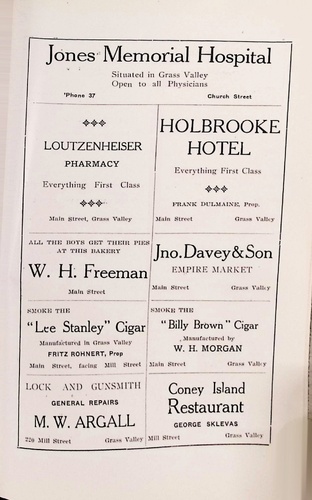 Jones Memorial Hospital
Situated in Grass Valley
Open to all Physicians
'Phone 37 Church Street
LOUTZENHEISER
PHARMACY
Everything First Class
Main Street, Grass Valley
HOLBROOKE
HOTEL
Everything First Class
FRANK DULMAINE, Prop.
Main Street Grass Valley
ALL THE BOYS GET THEIR PIES
AT THIS BAKERY
W. H. Freeman
Main Street
Jno. Davey & Son
EMPIRE MARKET
Main Street Grass Valley
SMOKE THE
"Lee Stanley" Cigar
Manufactured in Grass Valley
FRITZ ROHNERT, Prop
Main Street, facing Mill Street
SMOKE THE
"Billy Brown" Cigar
Manufactured by
W. H. MORGAN
Main Street Grass Valley
LOCK AND GUNSMITH
GENERAL REPAIRS
M. W. ARGALL
220 Mill Street Grass Valley
Coney Island
Restaurant
GEORGE SKLEVAS
Mill Street Grass Valley